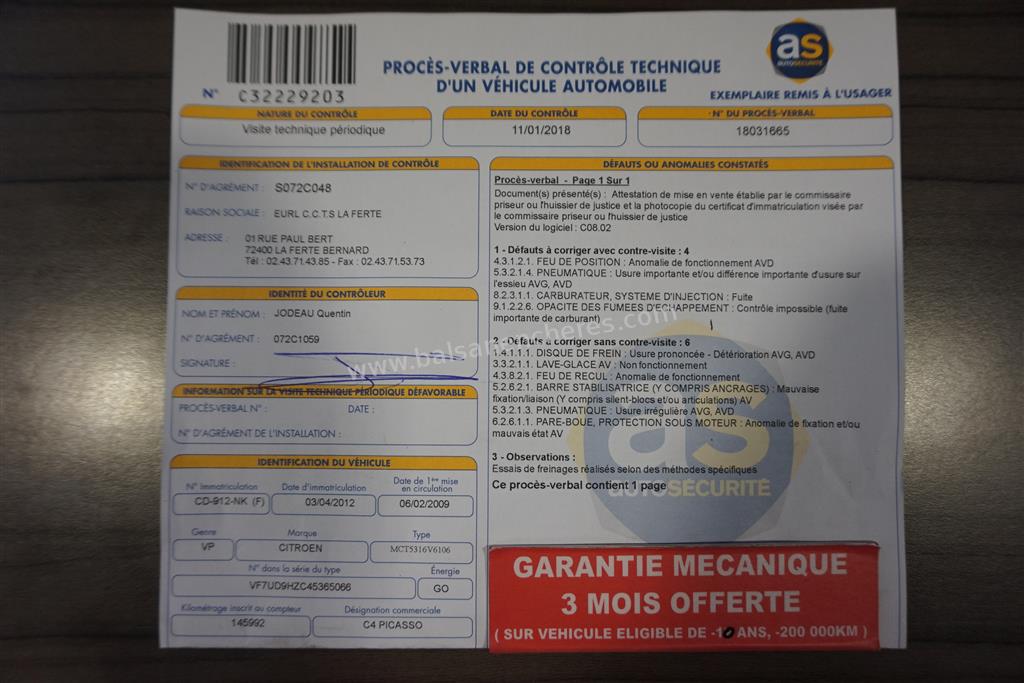 N° C32229203
PROCÈS-VERBAL DE CONTRÔLE TECHNIQUE
D'UN VÉHICULE AUTOMOBILE
as
AUTOSÉCURITÉ
EXEMPLAIRE REMIS À L'USAGER
NATURE DU CONTRÔLE
Visite technique périodique
DATE DU CONTRÔLE
11/01/2018
N° DU PROCÈS-VERBAL
18031665
IDENTIFICATION DE L'INSTALLATION DE CONTRÔLE
N° D'AGRÉMENT : S072C048
RAISON SOCIALE : EURL C.C.T.S LA FERTE
ADRESSE : 01 RUE PAUL BERT
72400 LA FERTE BERNARD
Tél : 02.43.71.43.85 - Fax : 02.43.71.53.73
IDENTITÉ DU CONTRÔLEUR
NOM ET PRÉNOM : JODEAU Quentin
N° D'AGRÉMENT : 072C1059
SIGNATURE :
INFORMATION SUR LA VISITE TECHNIQUE PÉRIODIQUE DÉFAVORABLE
PROCÈS-VERBAL N° : DATE :
N° D'AGRÉMENT DE L'INSTALLATION :
IDENTIFICATION DU VÉHICULE
N° immatriculation Date d'immatriculation Date de 1ère mise
en circulation
CD-912-NK (F) 03/04/2012 06/02/2009
Genre Marque Type
VP CITROEN MCT5316V6106
N° dans la série du type Énergie
VF7UD9HZC45365066 GO
Kilométrage inscrit au compteur Désignation commerciale
145992 C4 PICASSO
DÉFAUTS OU ANOMALIES CONSTATÉS
Procès-verbal - Page 1 Sur 1
Document(s) présenté(s) : Attestation de mise en vente établie par le commissaire
priseur ou l'huissier de justice et la photocopie du certificat d'immatriculation visée par
le commissaire priseur ou l'huissier de justice
Version du logiciel : C08.02
1 - Défauts à corriger avec contre-visite : 4
4.3.1.2.1. FEU DE POSITION : Anomalie de fonctionnement AVD
5.3.2.1.4. PNEUMATIQUE : Usure importante et/ou différence importante d'usure sur
l'essieu AVG, AVD
8.2.3.1.1. CARBURATEUR, SYSTEME D'INJECTION : Fuite
9.1.2.2.6. OPACITE DES FUMEES D'ECHAPPEMENT : Contrôle impossible (fuite
importante de carburant)
2 - Défauts à corriger sans contre-visite : 6
1.4.1.1.1. DISQUE DE FREIN : Usure prononcée - Détérioration AVG, AVD
3.3.2.1.1. LAVE-GLACE AV : Non fonctionnement
4.3.8.2.1. FEU DE RECUL : Anomalie de fonctionnement
5.2.6.2.1. BARRE STABILISATRICE (Y COMPRIS ANCRAGES) : Mauvaise
fixation/liaison (Y compris silent-blocs et/ou articulations) AV
5.3.2.1.3. PNEUMATIQUE : Usure irrégulière AVG, AVD
6.2.6.1.1. PARE-BOUE, PROTECTION SOUS MOTEUR : Anomalie de fixation et/ou
mauvais état AV
3 - Observations :
Essais de freinages réalisés selon des méthodes spécifiques
Ce procès-verbal contient 1 page
as
AUTOSÉCURITÉ
GARANTIE MECANIQUE
3 MOIS OFFERTE
( SUR VEHICULE ELIGIBLE DE -10 ANS, -200 000KM )